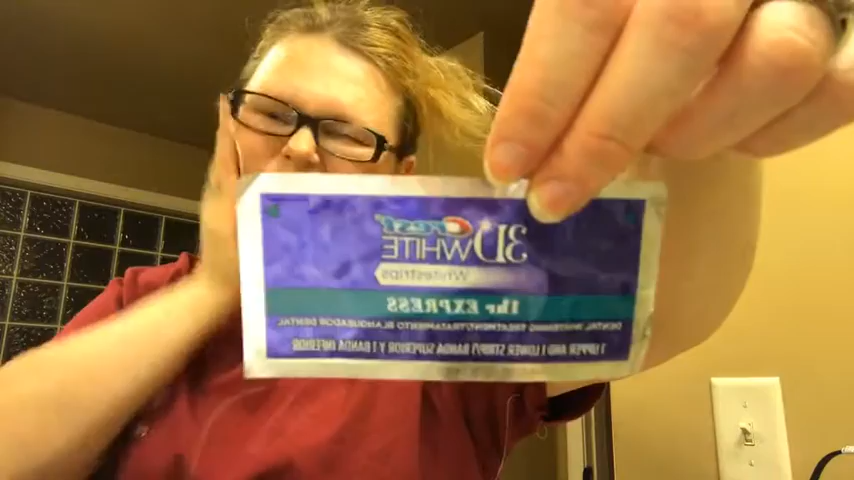 Crest
3D WHITE
Whitestrips
1hr EXPRESS
DENTAL WHITENING TREATMENT/TRATAMIENTO BLANQUEADOR DENTAL
1 UPPER AND 1 LOWER STRIP/1 BANDA SUPERIOR Y 1 BANDA INFERIOR